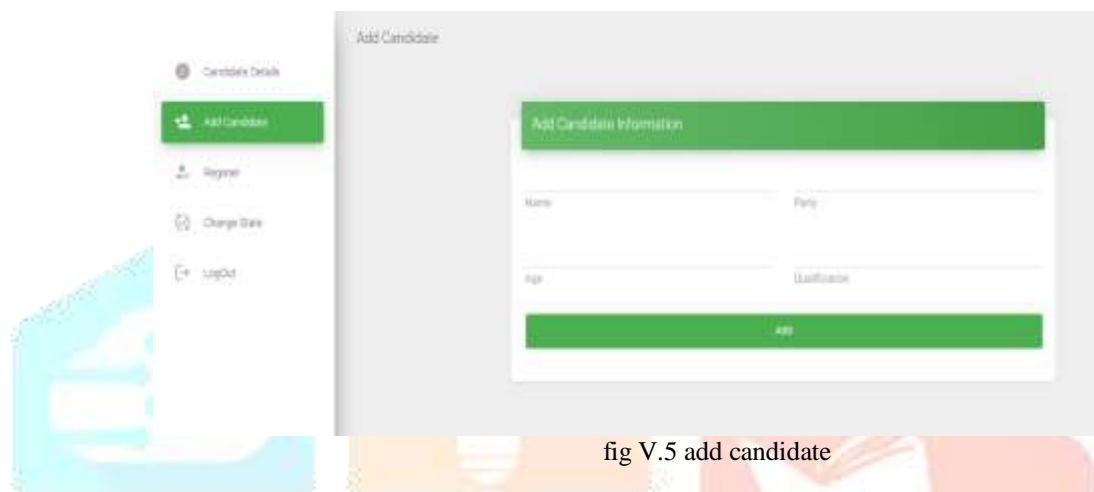 Add Candidate
Candidate Details
Add Candidate
Register
Change State
LogOut
Add Candidate Information
Name
Party
Age
Qualification
ADD
fig V.5 add candidate